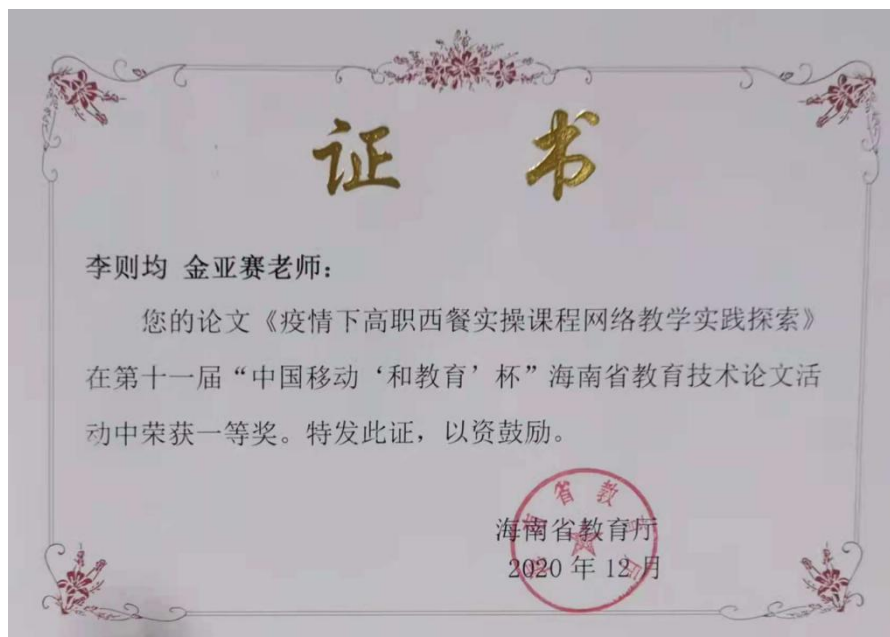 证书
李则均 金亚赛老师：
您的论文《疫情下高职西餐实操课程网络教学实践探索》
在第十一届“中国移动‘和教育’杯”海南省教育技术论文活
动中荣获一等奖。特发此证，以资鼓励。
海南省教育厅
2020 年 12 月